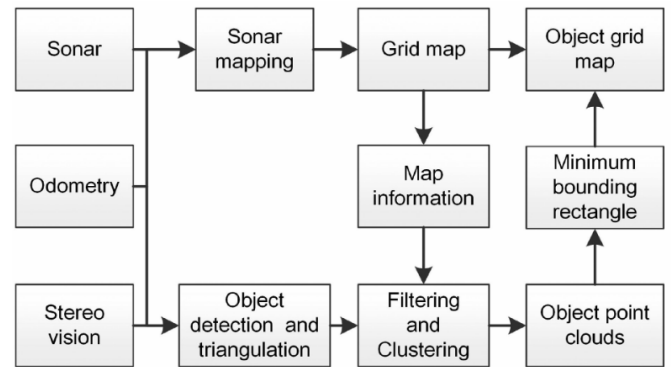 Sonar
Sonar
mapping
Grid map
Object grid
map
Odometry
Map
information
Minimum
bounding
rectangle
Stereo
vision
Object
detection and
triangulation
Filtering
and
Clustering
Object point
clouds